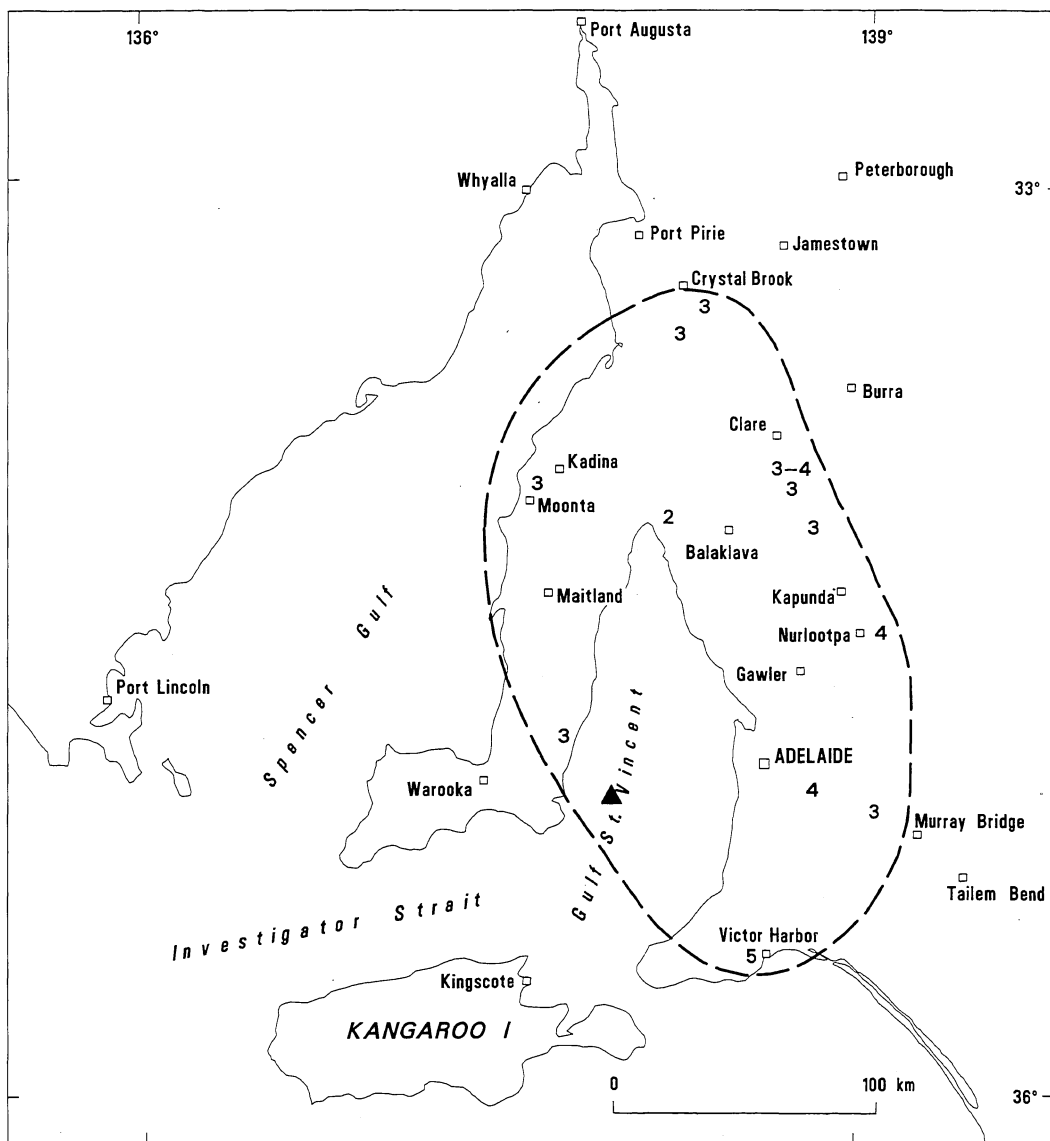 136°
Port Augusta
139°
Peterborough
Whyalla
33°
Port Pirie
Jamestown
Crystal Brook
3
3
Burra
Clare
Kadina
3-4
3
3
Moonta
2
3
Balaklava
Maitland
Kapunda
Nurlootpa
4
Gawler
Port Lincoln
Spencer Gulf
3
Gulf St. Vincent
ADELAIDE
Warooka
4
3
Murray Bridge
Tailem Bend
Investigator Strait
Victor Harbor
5
Kingscote
KANGAROO I
0
100 km
36°